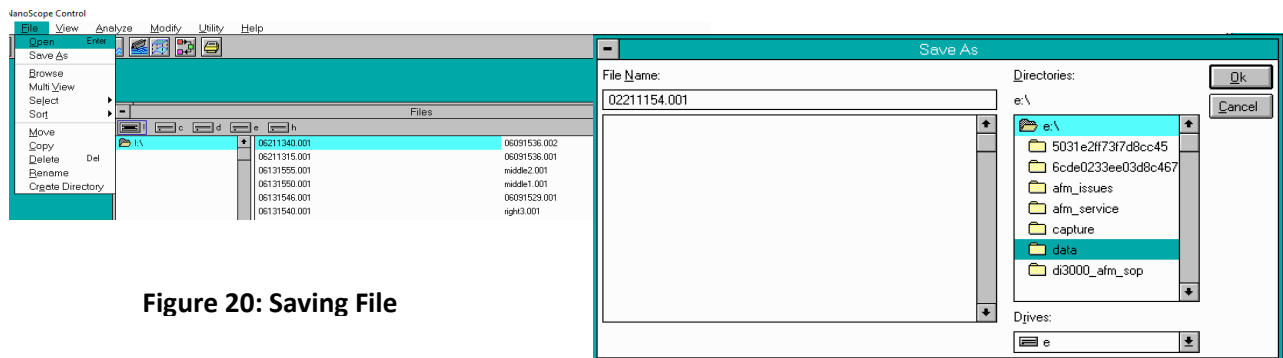 NanoScope Control
File View Analyze Modify Utility Help
Open Enter
Save As
Browse
Multi View
Select
Sort
Move
Copy
Delete Del
Rename
Create Directory
Files
c d e h
I:\
06211340.001 06091536.002
06211315.001 06091536.001
06131555.001 middle2.001
06131550.001 middle1.001
06131546.001 06091529.001
06131540.001 right3.001
Figure 20: Saving File
Save As
File Name:
02211154.001
Directories:
e:\
e:\
5031e2ff73f7d8cc45
6cde0233ee03d8c467
afm_issues
afm_service
capture
data
di3000_afm_sop
Drives:
e
Ok
Cancel